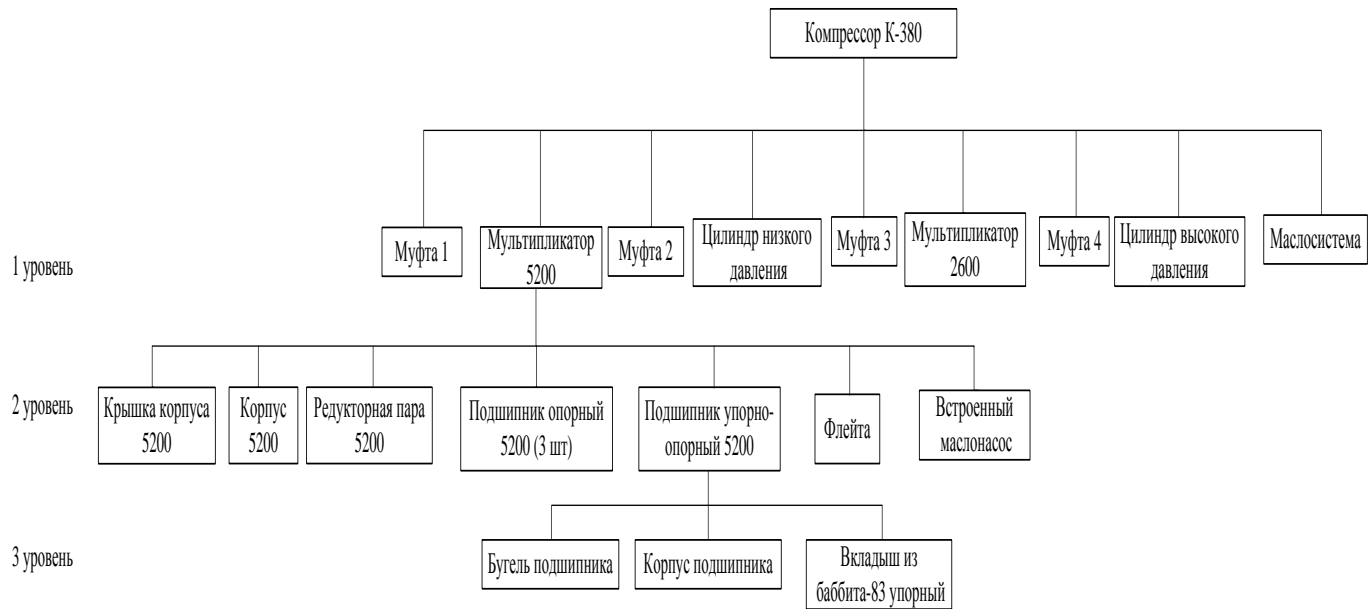 Компрессор К-380
1 уровень
Муфта 1
Мультипликатор
5200
Муфта 2
Цилиндр низкого
давления
Муфта 3
Мультипликатор
2600
Муфта 4
Цилиндр высокого
давления
Маслосистема
2 уровень
Крышка корпуса
5200
Корпус
5200
Редукторная пара
5200
Подшипник опорный
5200 (3 шт)
Подшипник упорно-
опорный 5200
Флейта
Встроенный
маслонасос
3 уровень
Бугель подшипника
Корпус подшипника
Вкладыш из
баббита-83 упорный